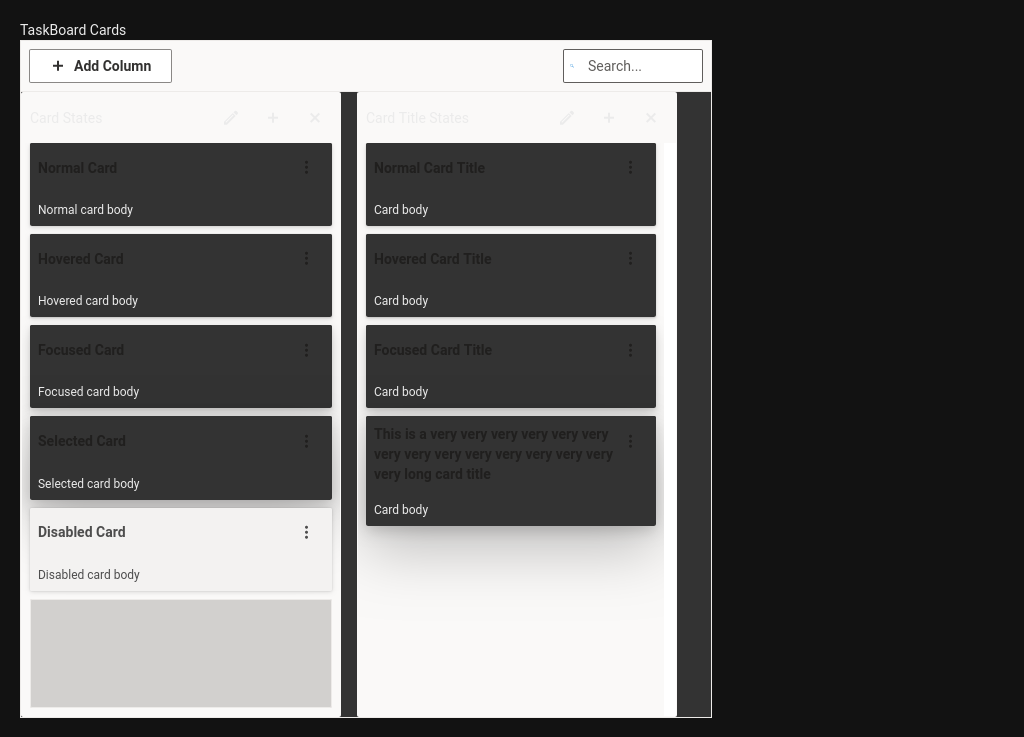 TaskBoard Cards
Add Column
Search...
Card States
Normal Card
Normal card body
Hovered Card
Hovered card body
Focused Card
Focused card body
Selected Card
Selected card body
Disabled Card
Disabled card body
Card Title States
Normal Card Title
Card body
Hovered Card Title
Card body
Focused Card Title
Card body
This is a very very very very very very
very very very very very very very very
very long card title
Card body